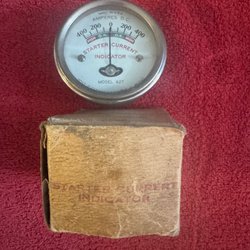 AMPERES D.C.
400 200 0 200 400
STARTER CURRENT
INDICATOR
MODEL 427
STARTER CURRENT
INDICATOR